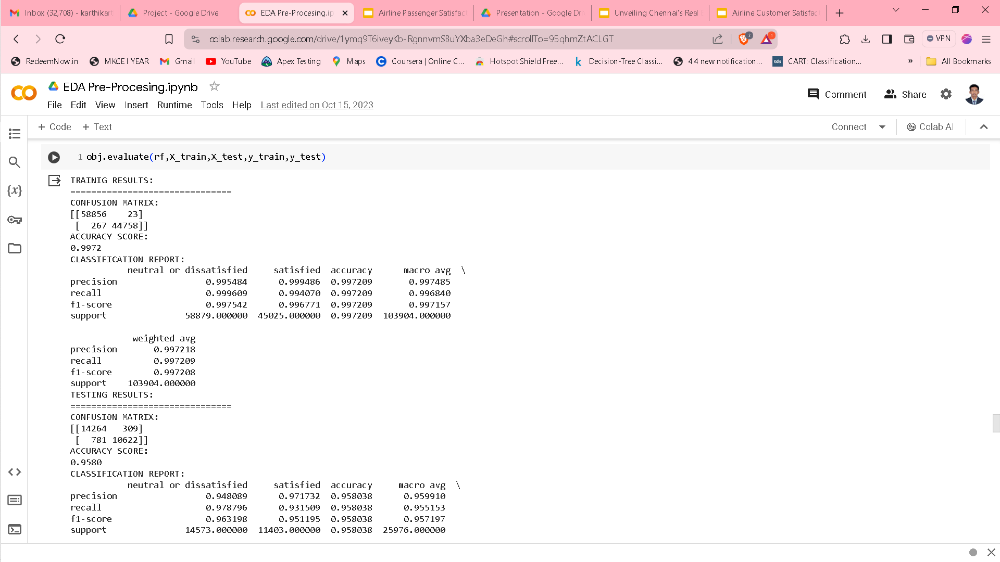 Inbox (32,708) - karthikart
Project - Google Drive
EDA Pre-Procesing.ip
Airline Passenger Satisfac
Presentation - Google Dri
Unveiling Chennai's Real
Airline Customer Satisfact
colab.research.google.com/drive/1ymq9T6iveyKb-RgnnvmSBuYXba3eDeGh#scrollTo=95qhmZtACLGT
2
1
VPN
RedeemNow.in
MKCE I YEAR
Gmail
YouTube
Apex Testing
Maps
Coursera | Online C...
Hotspot Shield Free...
Decision-Tree Classi...
4 4 new notification...
tds
CART: Classification...
»
All Bookmarks
EDA Pre-Procesing.ipynb
File Edit View Insert Runtime Tools Help Last edited on Oct 15, 2023
Comment
Share
+ Code + Text
Connect
Colab AI
1 obj.evaluate(rf,X_train,X_test,y_train,y_test)
{x}
TRAINIG RESULTS:
===============================
CONFUSION MATRIX:
[[58856    23]
 [  267 44758]]
ACCURACY SCORE:
0.9972
CLASSIFICATION REPORT:
           neutral or dissatisfied     satisfied  accuracy      macro avg  \
precision                 0.995484      0.999486  0.997209       0.997485
recall                    0.999609      0.994070  0.997209       0.996840
f1-score                  0.997542      0.996771  0.997209       0.997157
support               58879.000000  45025.000000  0.997209  103904.000000
            weighted avg
precision       0.997218
recall          0.997209
f1-score        0.997208
support    103904.000000
TESTING RESULTS:
===============================
CONFUSION MATRIX:
[[14264   309]
 [  781 10622]]
ACCURACY SCORE:
0.9580
CLASSIFICATION REPORT:
           neutral or dissatisfied     satisfied  accuracy     macro avg  \
precision                 0.948089      0.971732  0.958038      0.959910
recall                    0.978796      0.931509  0.958038      0.955153
f1-score                  0.963198      0.951195  0.958038      0.957197
support               14573.000000  11403.000000  0.958038  25976.000000